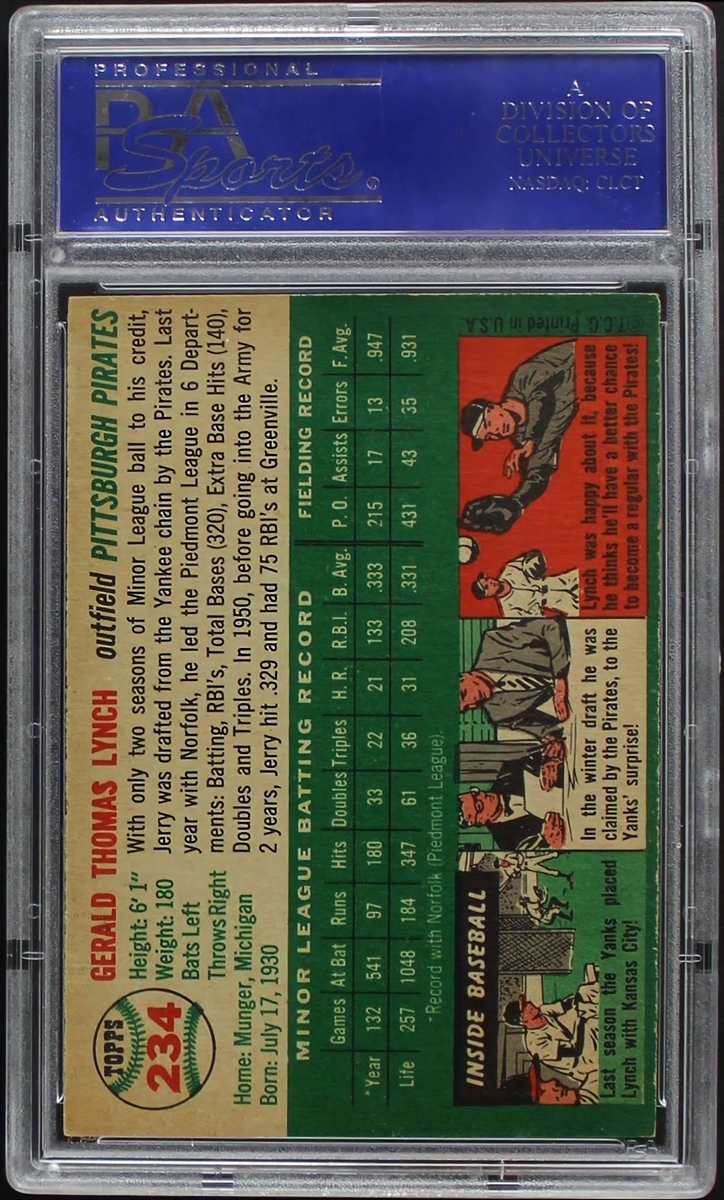 PROFESSIONAL
PSA
Sports®
AUTHENTICATOR
A
DIVISION OF
COLLECTORS
UNIVERSE
NASDAQ: CLCT
TOPPS
234
GERALD THOMAS LYNCH outfield PITTSBURGH PIRATES
Height: 6' 1"
Weight: 180
Bats Left
Throws Right
Home: Munger, Michigan
Born: July 17, 1930
With only two seasons of Minor League ball to his credit,
Jerry was drafted from the Yankee chain by the Pirates. Last
year with Norfolk, he led the Piedmont League in 6 Depart-
ments: Batting, RBI's, Total Bases (320), Extra Base Hits (140),
Doubles and Triples. In 1950, before going into the Army for
2 years, Jerry hit .329 and had 75 RBI's at Greenville.
MINOR LEAGUE BATTING RECORD FIELDING RECORD
Games At Bat Runs Hits Doubles Triples H. R. R.B.I. B. Avg. P. O. Assists Errors F. Avg.
*Year 132 541 97 180 33 22 21 133 .333 215 17 13 .947
Life 257 1048 184 347 61 36 31 208 .331 431 43 35 .931
*Record with Norfolk (Piedmont League).
©T.C.G. Printed in U.S.A.
INSIDE BASEBALL
Last season the Yanks placed
Lynch with Kansas City!
In the winter draft he was
claimed by the Pirates, to the
Yanks' surprise!
Lynch was happy about it, because
he thinks he'll have a better chance
to become a regular with the Pirates!